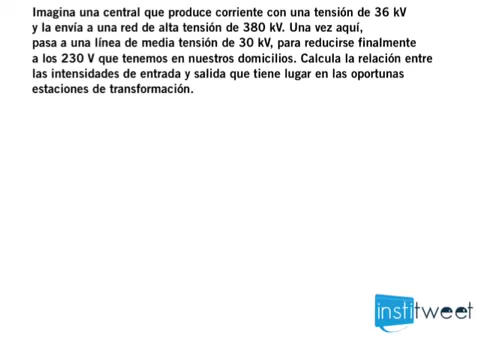 Imagina una central que produce corriente con una tensión de 36 kV
y la envía a una red de alta tensión de 380 kV. Una vez aquí,
pasa a una línea de media tensión de 30 kV, para reducirse finalmente
a los 230 V que tenemos en nuestros domicilios. Calcula la relación entre
las intensidades de entrada y salida que tiene lugar en las oportunas
estaciones de transformación.
institweet